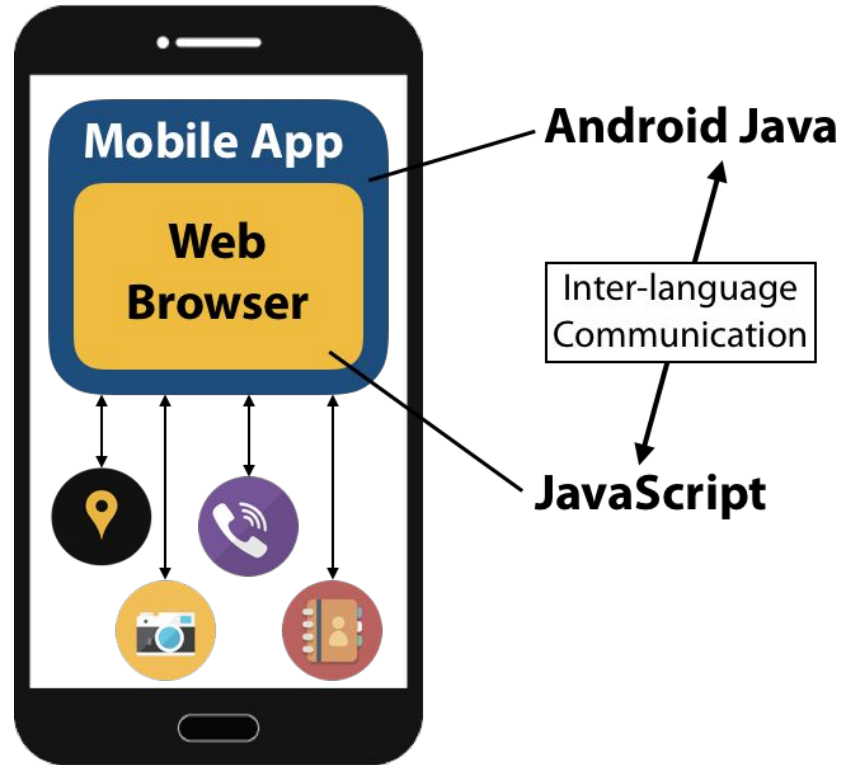 Mobile App
Web
Browser
Android Java
Inter-language
Communication
JavaScript